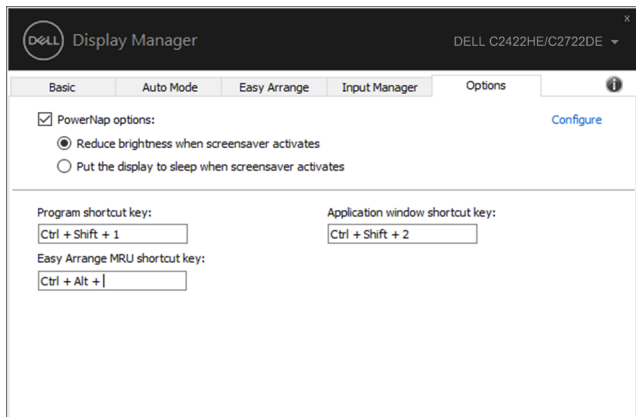 DELL Display Manager
x
DELL C2422HE/C2722DE
Basic Auto Mode Easy Arrange Input Manager Options
PowerNap options:
Configure
Reduce brightness when screensaver activates
Put the display to sleep when screensaver activates
Program shortcut key:
Application window shortcut key:
Ctrl + Shift + 1
Ctrl + Shift + 2
Easy Arrange MRU shortcut key:
Ctrl + Alt +